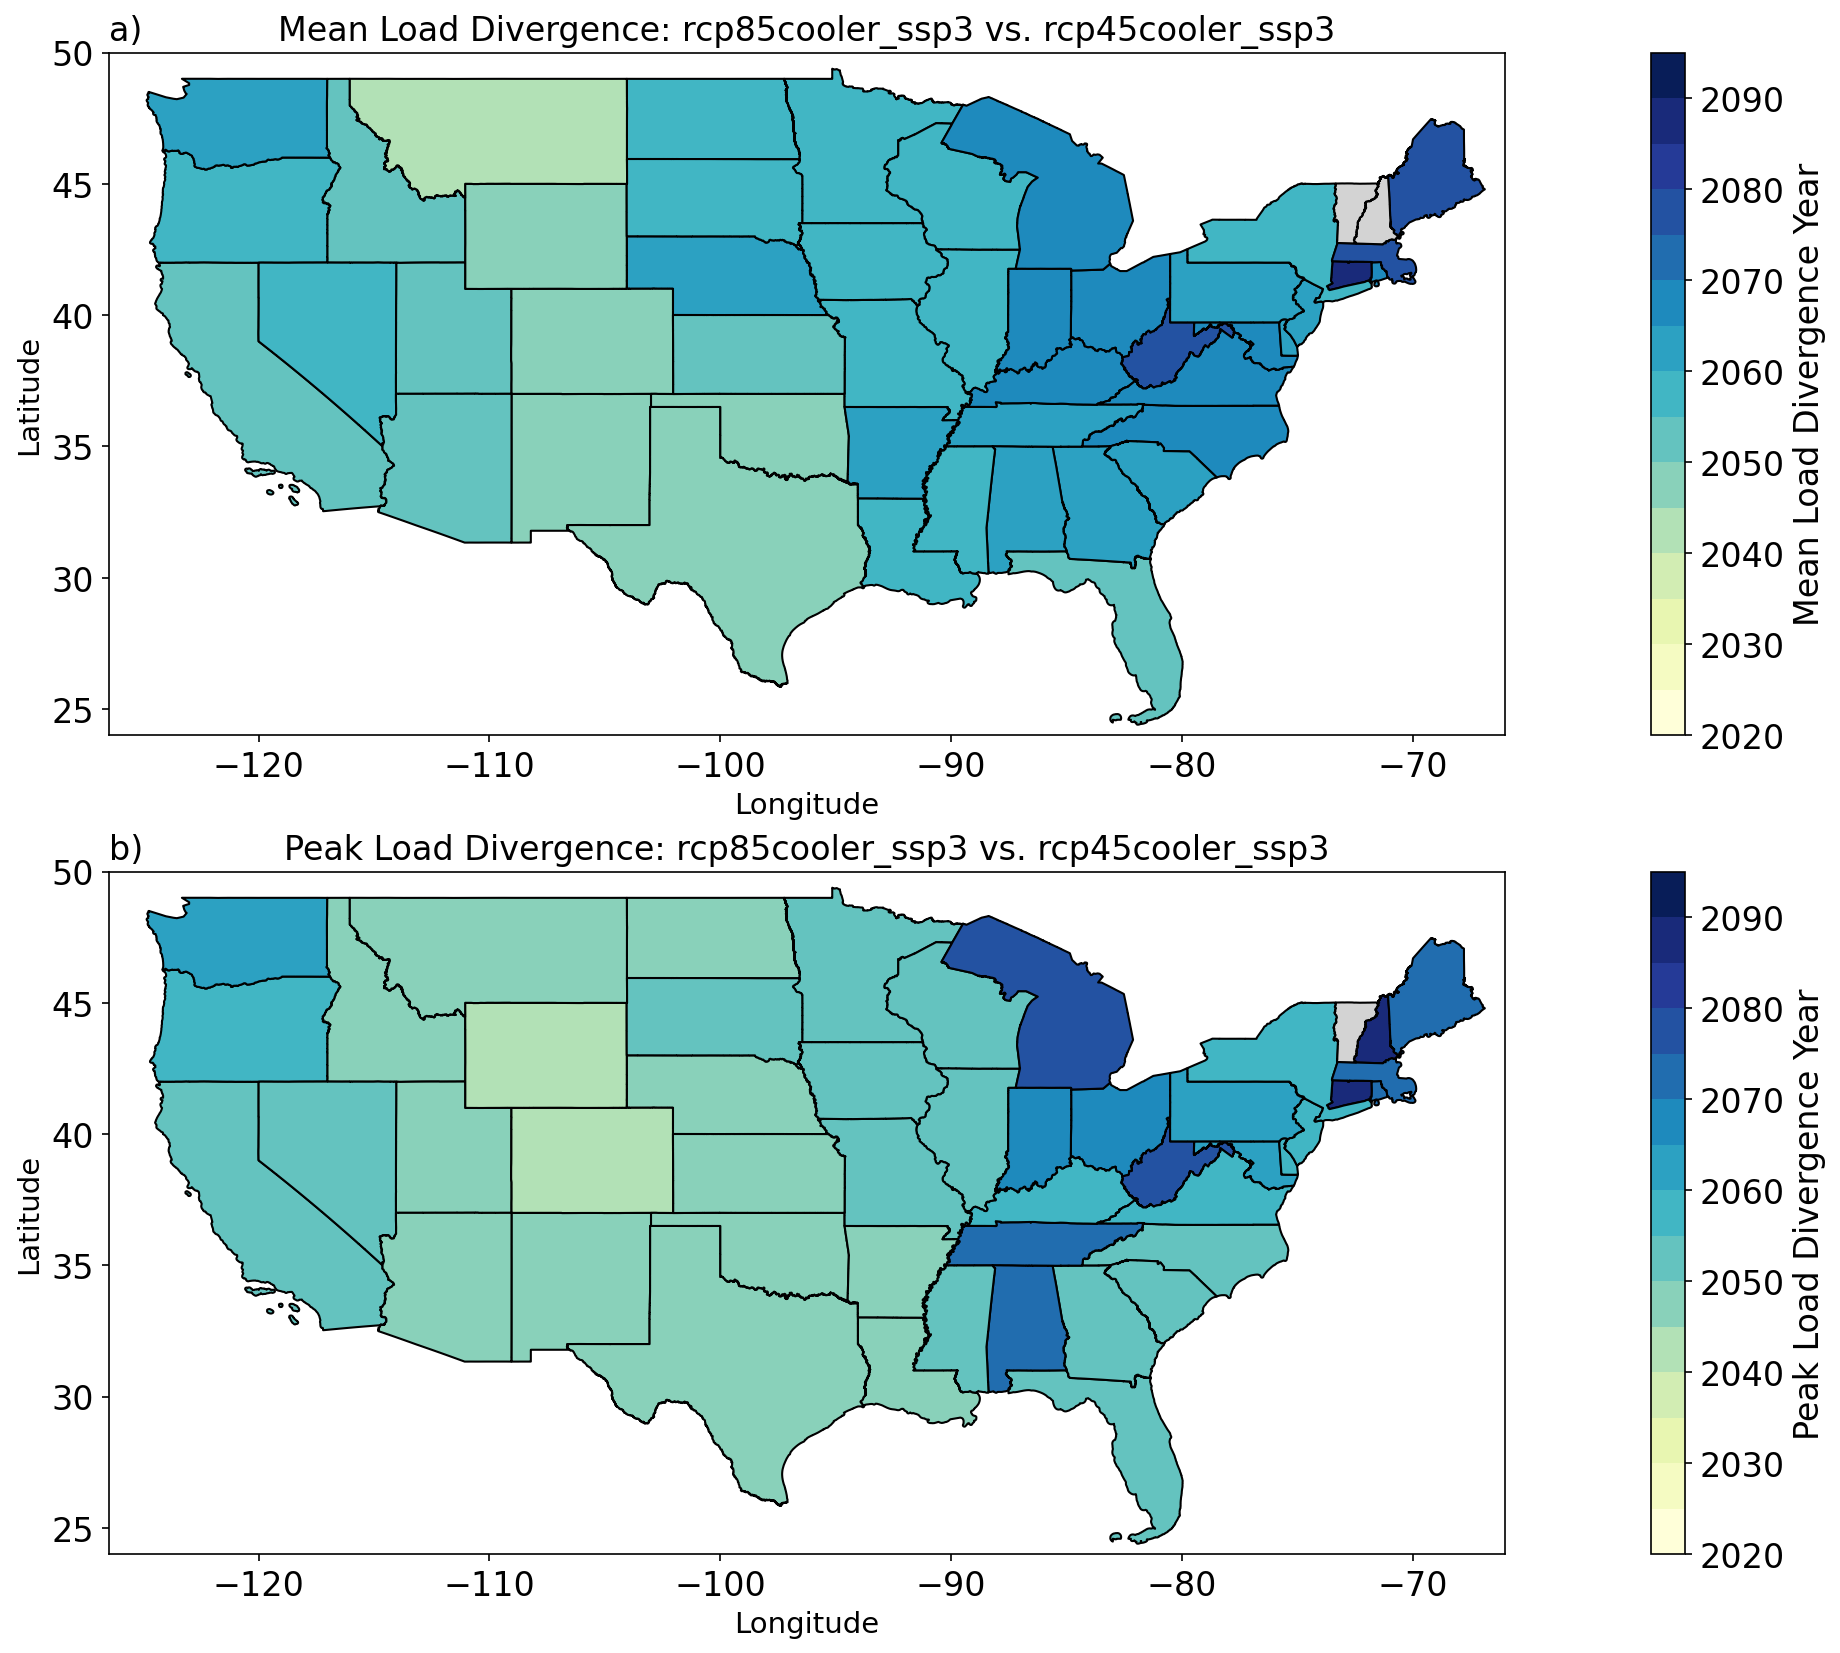 a) Mean Load Divergence: rcp85cooler_ssp3 vs. rcp45cooler_ssp3
50
45
40
35
30
25
Latitude
−120 −110 −100 −90 −80 −70
Longitude
2090
2080
2070
2060
2050
2040
2030
2020
Mean Load Divergence Year
b) Peak Load Divergence: rcp85cooler_ssp3 vs. rcp45cooler_ssp3
50
45
40
35
30
25
Latitude
−120 −110 −100 −90 −80 −70
Longitude
2090
2080
2070
2060
2050
2040
2030
2020
Peak Load Divergence Year